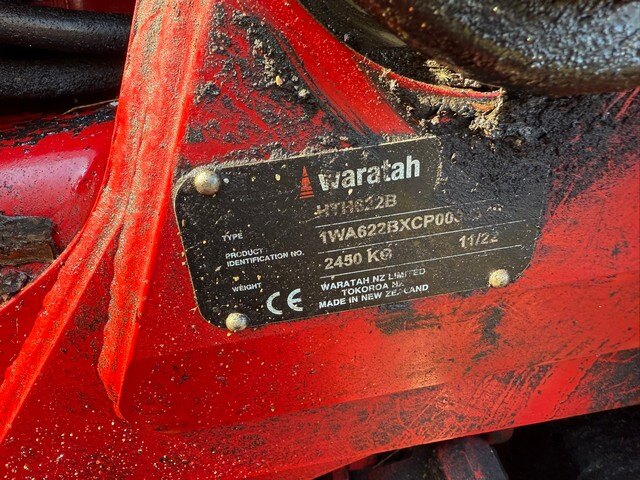 waratah
TYPE HTH622B
PRODUCT
IDENTIFICATION NO.
WEIGHT 2450 KG 11/22
WARATAH NZ LIMITED
TOKOROA NZ
MADE IN NEW ZEALAND
CE